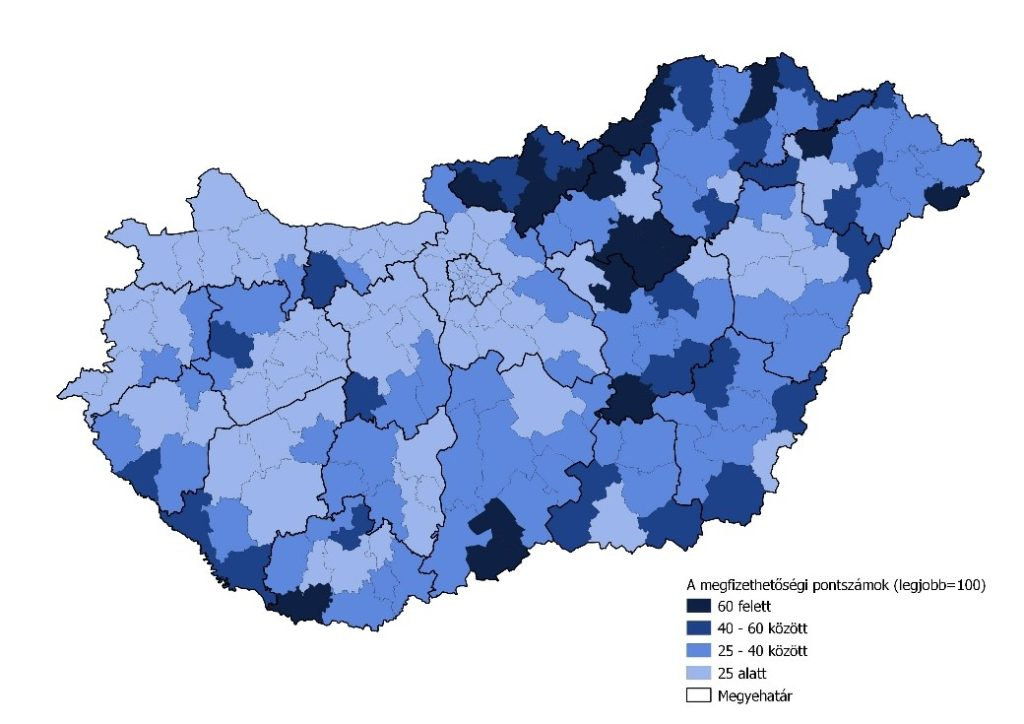 A megfizethetőségi pontszámok (legjobb=100)
60 felett
40 - 60 között
25 - 40 között
25 alatt
Megyehatár